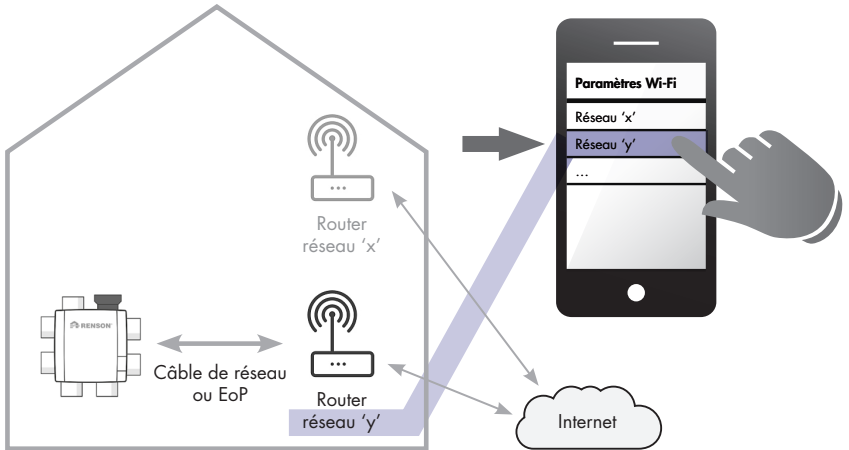 Paramètres Wi-Fi
Réseau ‘x’
Réseau ‘y’
...
Router
réseau ‘x’
RENSON
Câble de réseau
ou EoP
Router
réseau ‘y’
Internet